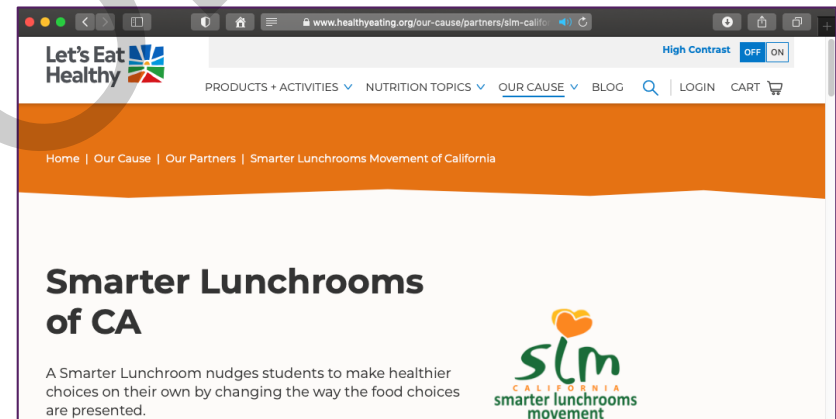 www.healthyeating.org/our-cause/partners/slm-califor
Let's Eat
Healthy
High Contrast OFF ON
PRODUCTS + ACTIVITIES NUTRITION TOPICS OUR CAUSE BLOG LOGIN CART
Home | Our Cause | Our Partners | Smarter Lunchrooms Movement of California
Smarter Lunchrooms
of CA
A Smarter Lunchroom nudges students to make healthier
choices on their own by changing the way the food choices
are presented.
slm
CALIFORNIA
smarter lunchrooms
movement